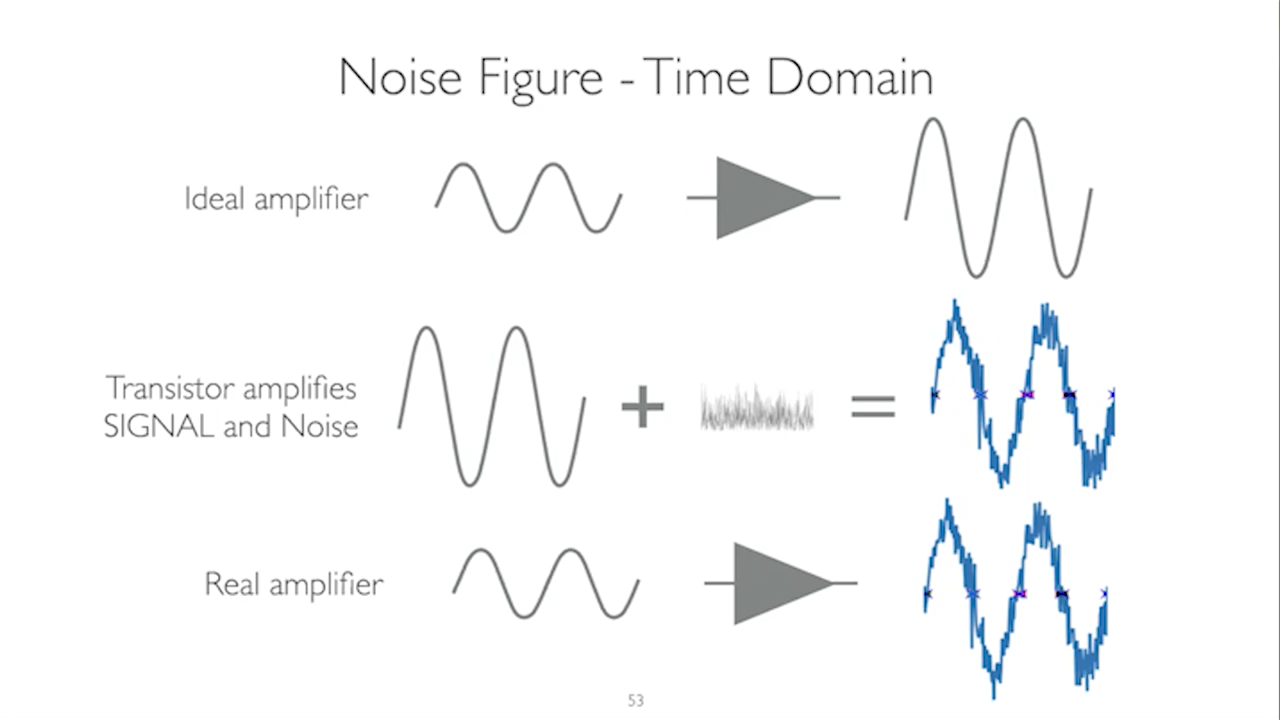 Noise Figure - Time Domain
Ideal amplifier
Transistor amplifies
SIGNAL and Noise
Real amplifier
53